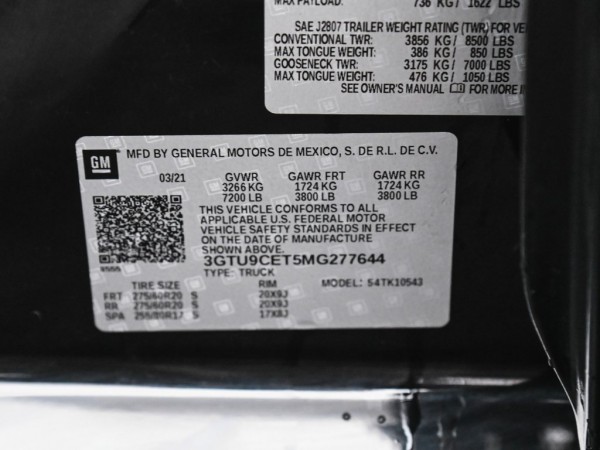 MAX PAYLOAD: 736 KG / 1622 LBS
SAE J2807 TRAILER WEIGHT RATING (TWR) FOR VE
CONVENTIONAL TWR: 3856 KG / 8500 LBS
MAX TONGUE WEIGHT: 386 KG / 850 LBS
GOOSENECK TWR: 3175 KG / 7000 LBS
MAX TONGUE WEIGHT: 476 KG / 1050 LBS
SEE OWNER'S MANUAL FOR MORE I
GM MFD BY GENERAL MOTORS DE MEXICO, S. DE R.L. DE C.V.
03/21 GVWR GAWR FRT GAWR RR
3266 KG 1724 KG 1724 KG
7200 LB 3800 LB 3800 LB
THIS VEHICLE CONFORMS TO ALL
APPLICABLE U.S. FEDERAL MOTOR
VEHICLE SAFETY STANDARDS IN EFFECT
ON THE DATE OF MANUFACTURE
SHOWN ABOVE.
3GTU9CET5MG277644
TYPE: TRUCK MODEL: 54TK10543
TIRE SIZE RIM
FRT 275/60R20 S 20X9J
RR 275/60R20 S 20X9J
SPA 255/80R17 S 17X8J